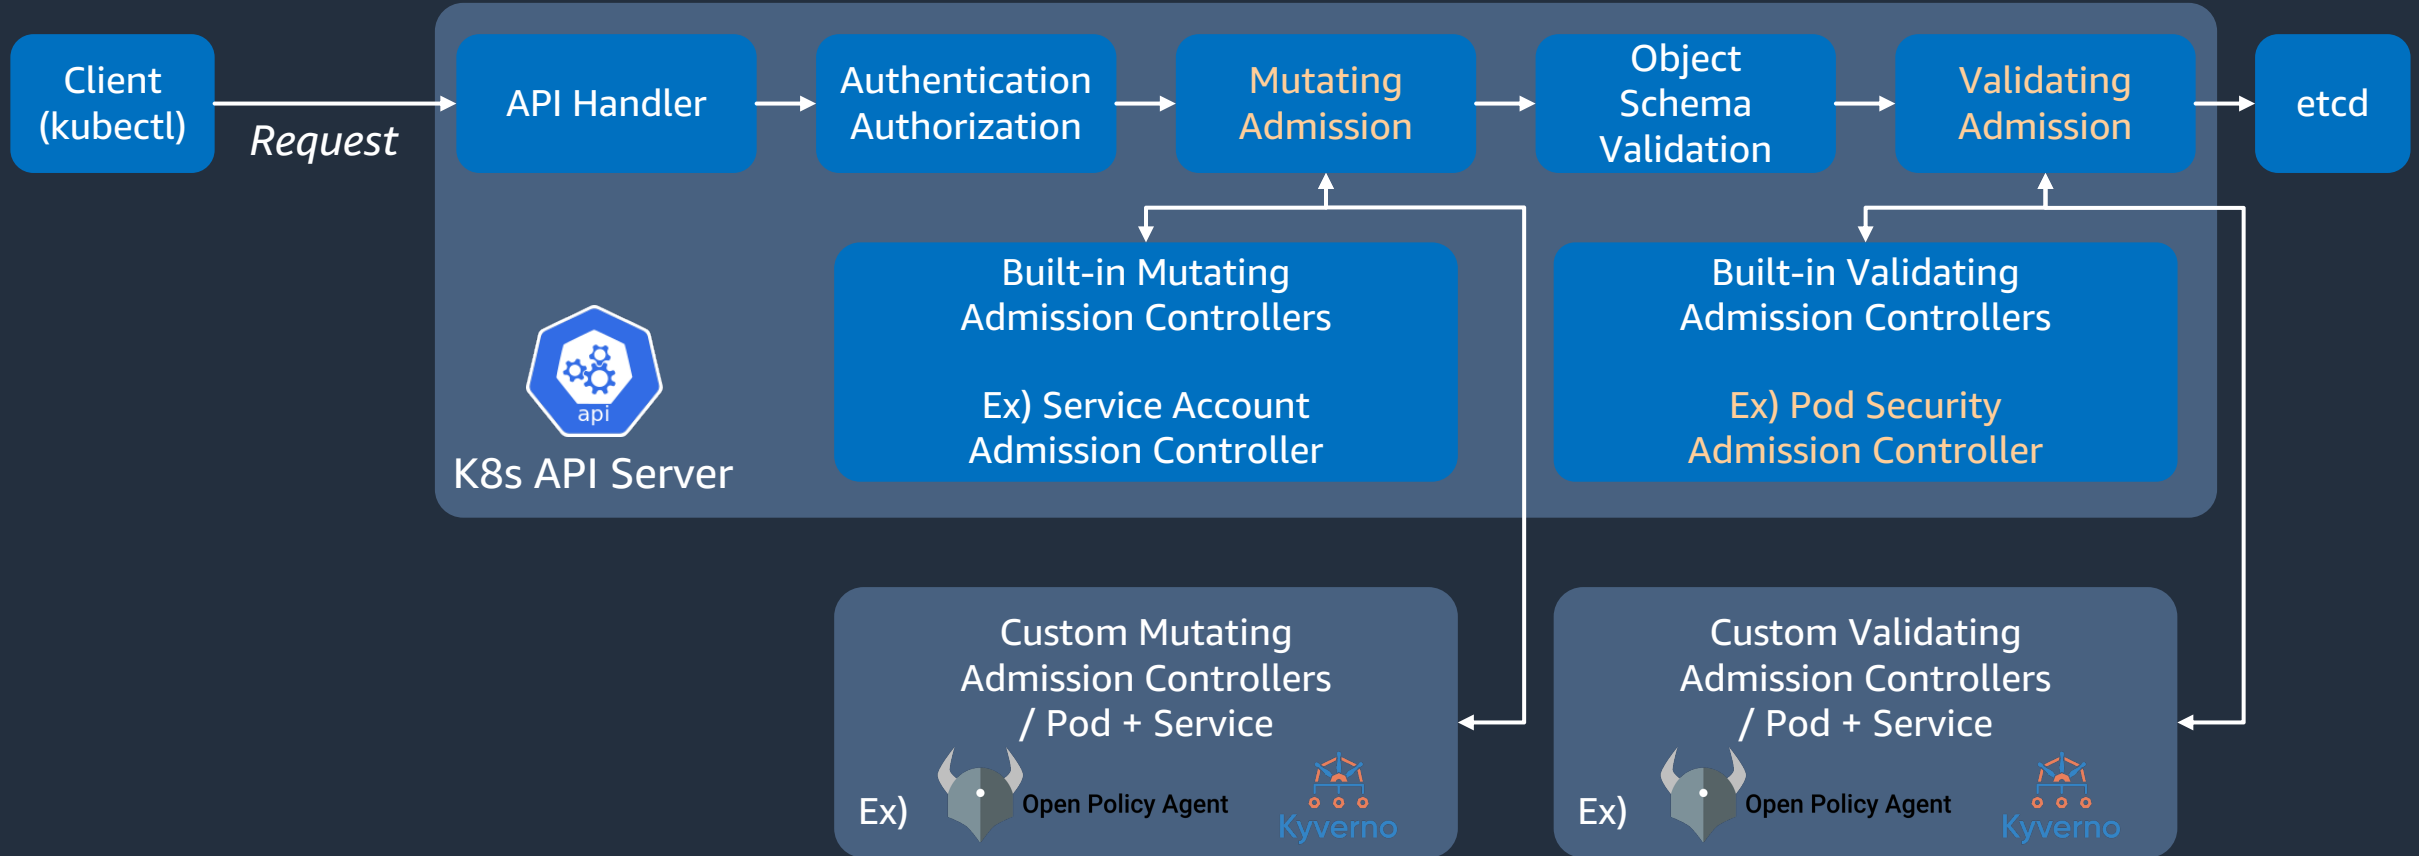 Client
(kubectl)
Request
API Handler
Authentication
Authorization
Mutating
Admission
Object
Schema
Validation
Validating
Admission
etcd
Built-in Mutating
Admission Controllers
Ex) Service Account
Admission Controller
Built-in Validating
Admission Controllers
Ex) Pod Security
Admission Controller
api
K8s API Server
Custom Mutating
Admission Controllers
/ Pod + Service
Ex)
Open Policy Agent
Kyverno
Custom Validating
Admission Controllers
/ Pod + Service
Ex)
Open Policy Agent
Kyverno